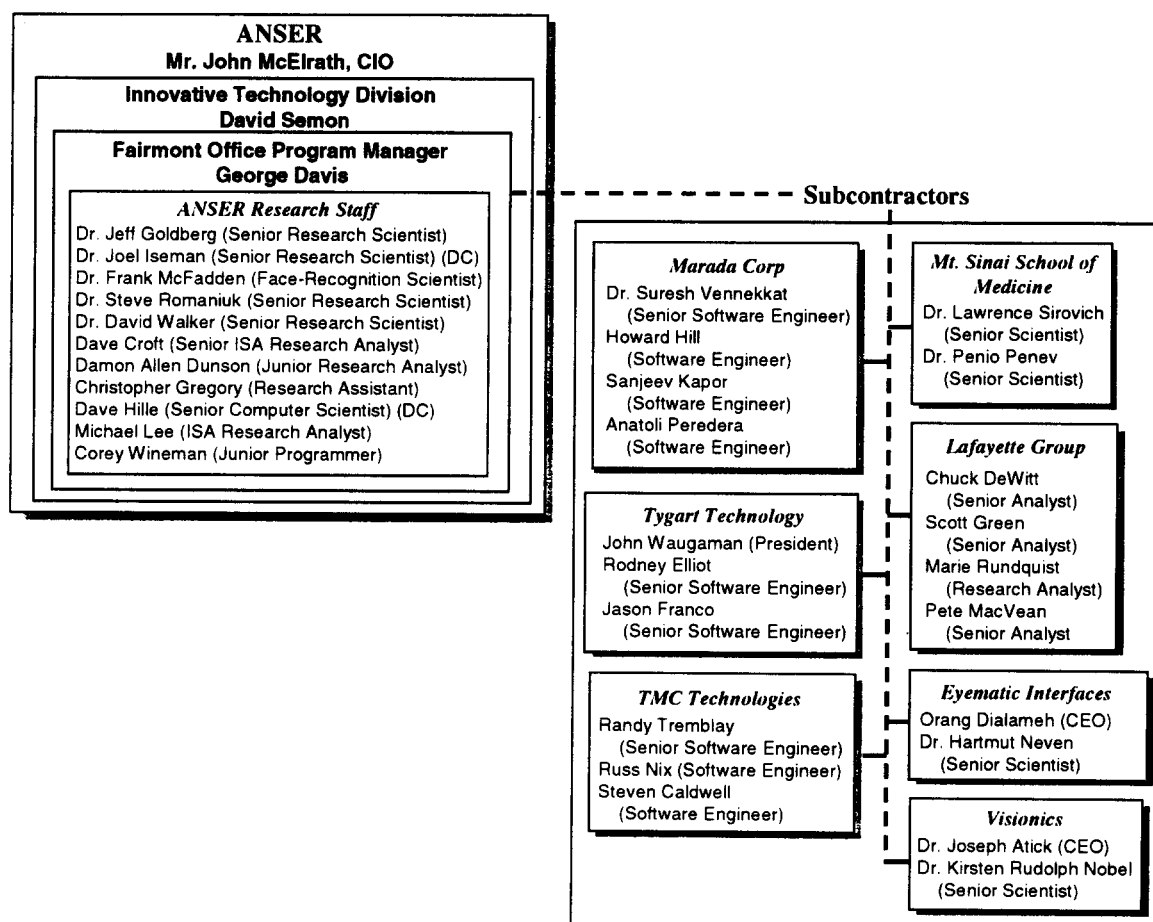 ANSER
Mr. John McElrath, CIO
Innovative Technology Division
David Semon
Fairmont Office Program Manager
George Davis
ANSER Research Staff
Dr. Jeff Goldberg (Senior Research Scientist)
Dr. Joel Iseman (Senior Research Scientist) (DC)
Dr. Frank McFadden (Face-Recognition Scientist)
Dr. Steve Romaniuk (Senior Research Scientist)
Dr. David Walker (Senior Research Scientist)
Dave Croft (Senior ISA Research Analyst)
Damon Allen Dunson (Junior Research Analyst)
Christopher Gregory (Research Assistant)
Dave Hille (Senior Computer Scientist) (DC)
Michael Lee (ISA Research Analyst)
Corey Wineman (Junior Programmer)
Subcontractors
Marada Corp
Dr. Suresh Vennekkat
(Senior Software Engineer)
Howard Hill
(Software Engineer)
Sanjeev Kapor
(Software Engineer)
Anatoli Peredera
(Software Engineer)
Tygart Technology
John Waugaman (President)
Rodney Elliot
(Senior Software Engineer)
Jason Franco
(Senior Software Engineer)
TMC Technologies
Randy Tremblay
(Senior Software Engineer)
Russ Nix (Software Engineer)
Steven Caldwell
(Software Engineer)
Mt. Sinai School of
Medicine
Dr. Lawrence Sirovich
(Senior Scientist)
Dr. Penio Penev
(Senior Scientist)
Lafayette Group
Chuck DeWitt
(Senior Analyst)
Scott Green
(Senior Analyst)
Marie Rundquist
(Research Analyst)
Pete MacVean
(Senior Analyst
Eyematic Interfaces
Orang Dialameh (CEO)
Dr. Hartmut Neven
(Senior Scientist)
Visionics
Dr. Joseph Atick (CEO)
Dr. Kirsten Rudolph Nobel
(Senior Scientist)